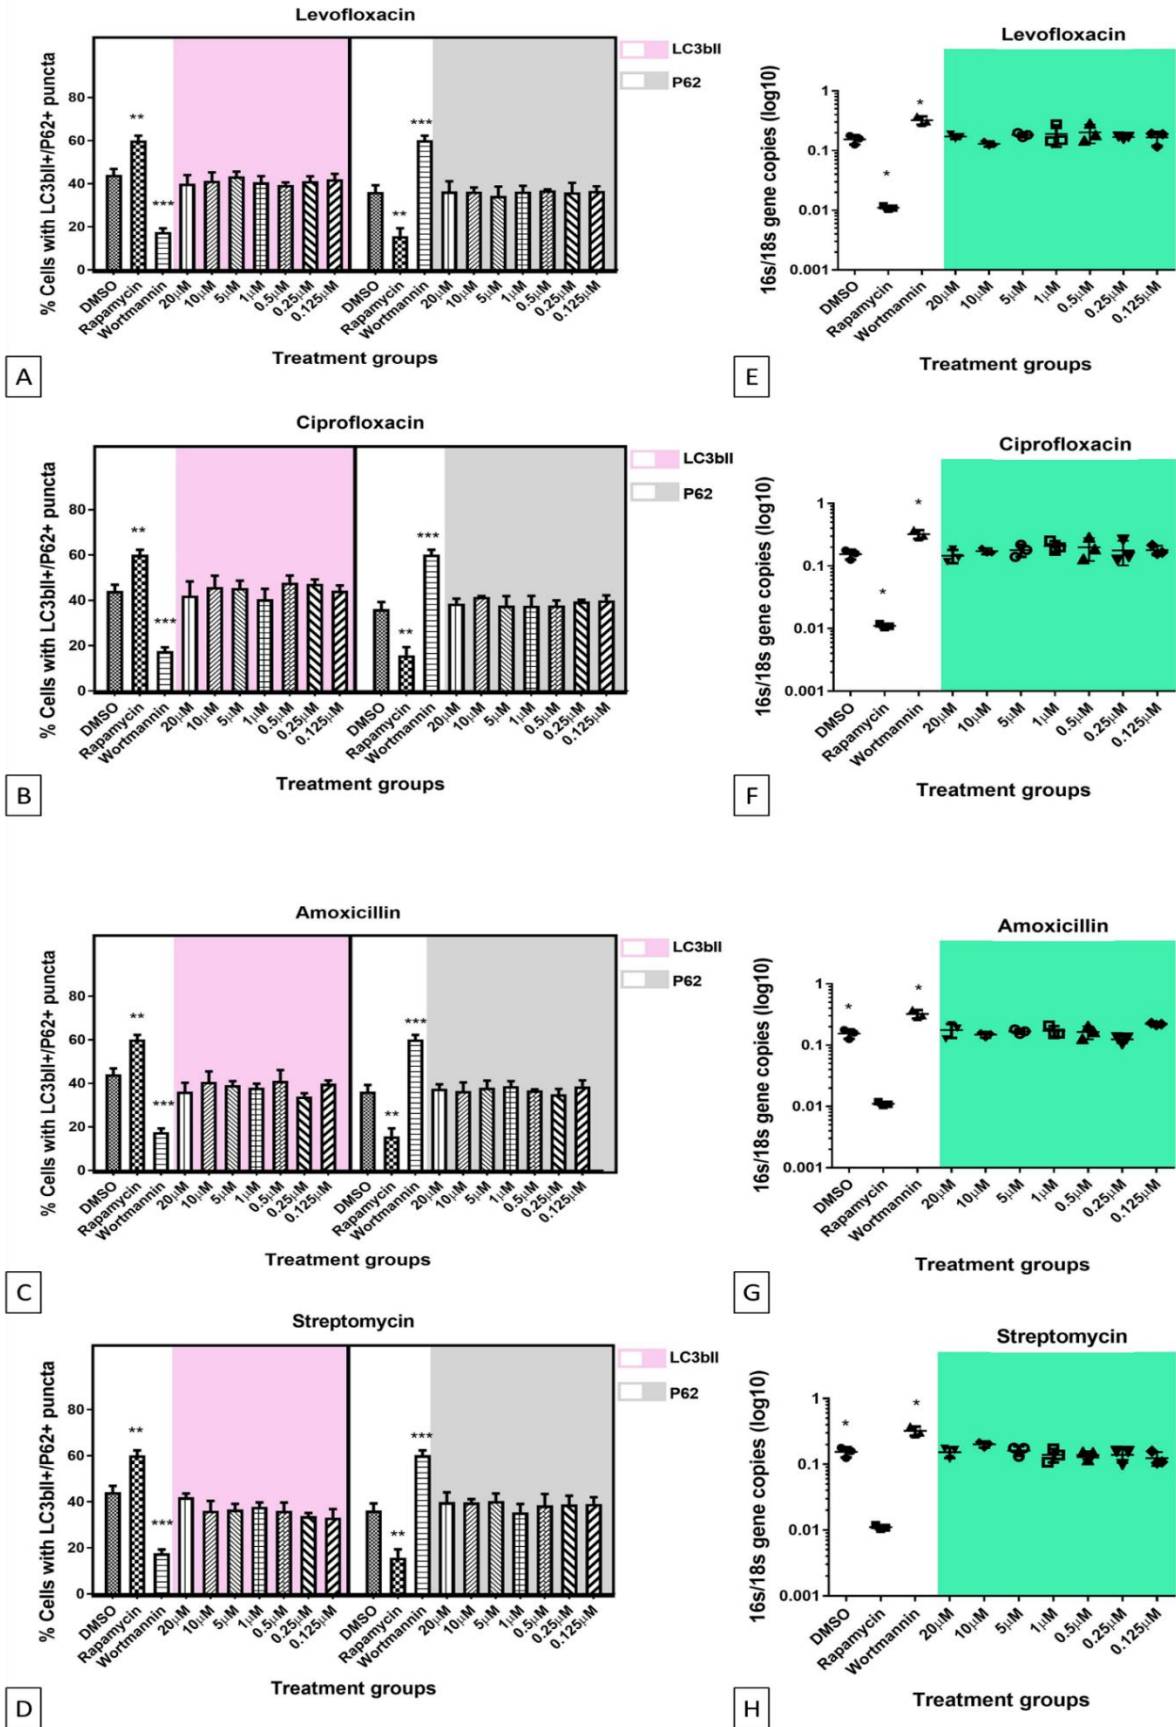 Levofloxacin
% Cells with LC3bII+/P62+ puncta
80
60
40
20
0
** *** ** ***
LC3bII
P62
DMSO Rapamycin Wortmannin 20μM 10μM 5μM 1μM 0.5μM 0.25μM 0.125μM DMSO Rapamycin Wortmannin 20μM 10μM 5μM 1μM 0.5μM 0.25μM 0.125μM
Treatment groups
A
Levofloxacin
16s/18s gene copies (log10)
1
0.1
0.01
0.001
* *
DMSO Rapamycin Wortmannin 20μM 10μM 5μM 1μM 0.5μM 0.25μM 0.125μM
Treatment groups
E
Ciprofloxacin
% Cells with LC3bII+/P62+ puncta
80
60
40
20
0
** *** ** ***
LC3bII
P62
DMSO Rapamycin Wortmannin 20μM 10μM 5μM 1μM 0.5μM 0.25μM 0.125μM DMSO Rapamycin Wortmannin 20μM 10μM 5μM 1μM 0.5μM 0.25μM 0.125μM
Treatment groups
B
Ciprofloxacin
16s/18s gene copies (log10)
1
0.1
0.01
0.001
* *
DMSO Rapamycin Wortmannin 20μM 10μM 5μM 1μM 0.5μM 0.25μM 0.125μM
Treatment groups
F
Amoxicillin
% Cells with LC3bII+/P62+ puncta
80
60
40
20
0
** *** ** ***
LC3bII
P62
DMSO Rapamycin Wortmannin 20μM 10μM 5μM 1μM 0.5μM 0.25μM 0.125μM DMSO Rapamycin Wortmannin 20μM 10μM 5μM 1μM 0.5μM 0.25μM 0.125μM
Treatment groups
C
Amoxicillin
16s/18s gene copies (log10)
1
0.1
0.01
0.001
* *
DMSO Rapamycin Wortmannin 20μM 10μM 5μM 1μM 0.5μM 0.25μM 0.125μM
Treatment groups
G
Streptomycin
% Cells with LC3bII+/P62+ puncta
80
60
40
20
0
** *** ** ***
LC3bII
P62
DMSO Rapamycin Wortmannin 20μM 10μM 5μM 1μM 0.5μM 0.25μM 0.125μM DMSO Rapamycin Wortmannin 20μM 10μM 5μM 1μM 0.5μM 0.25μM 0.125μM
Treatment groups
D
Streptomycin
16s/18s gene copies (log10)
1
0.1
0.01
0.001
* *
DMSO Rapamycin Wortmannin 20μM 10μM 5μM 1μM 0.5μM 0.25μM 0.125μM
Treatment groups
H